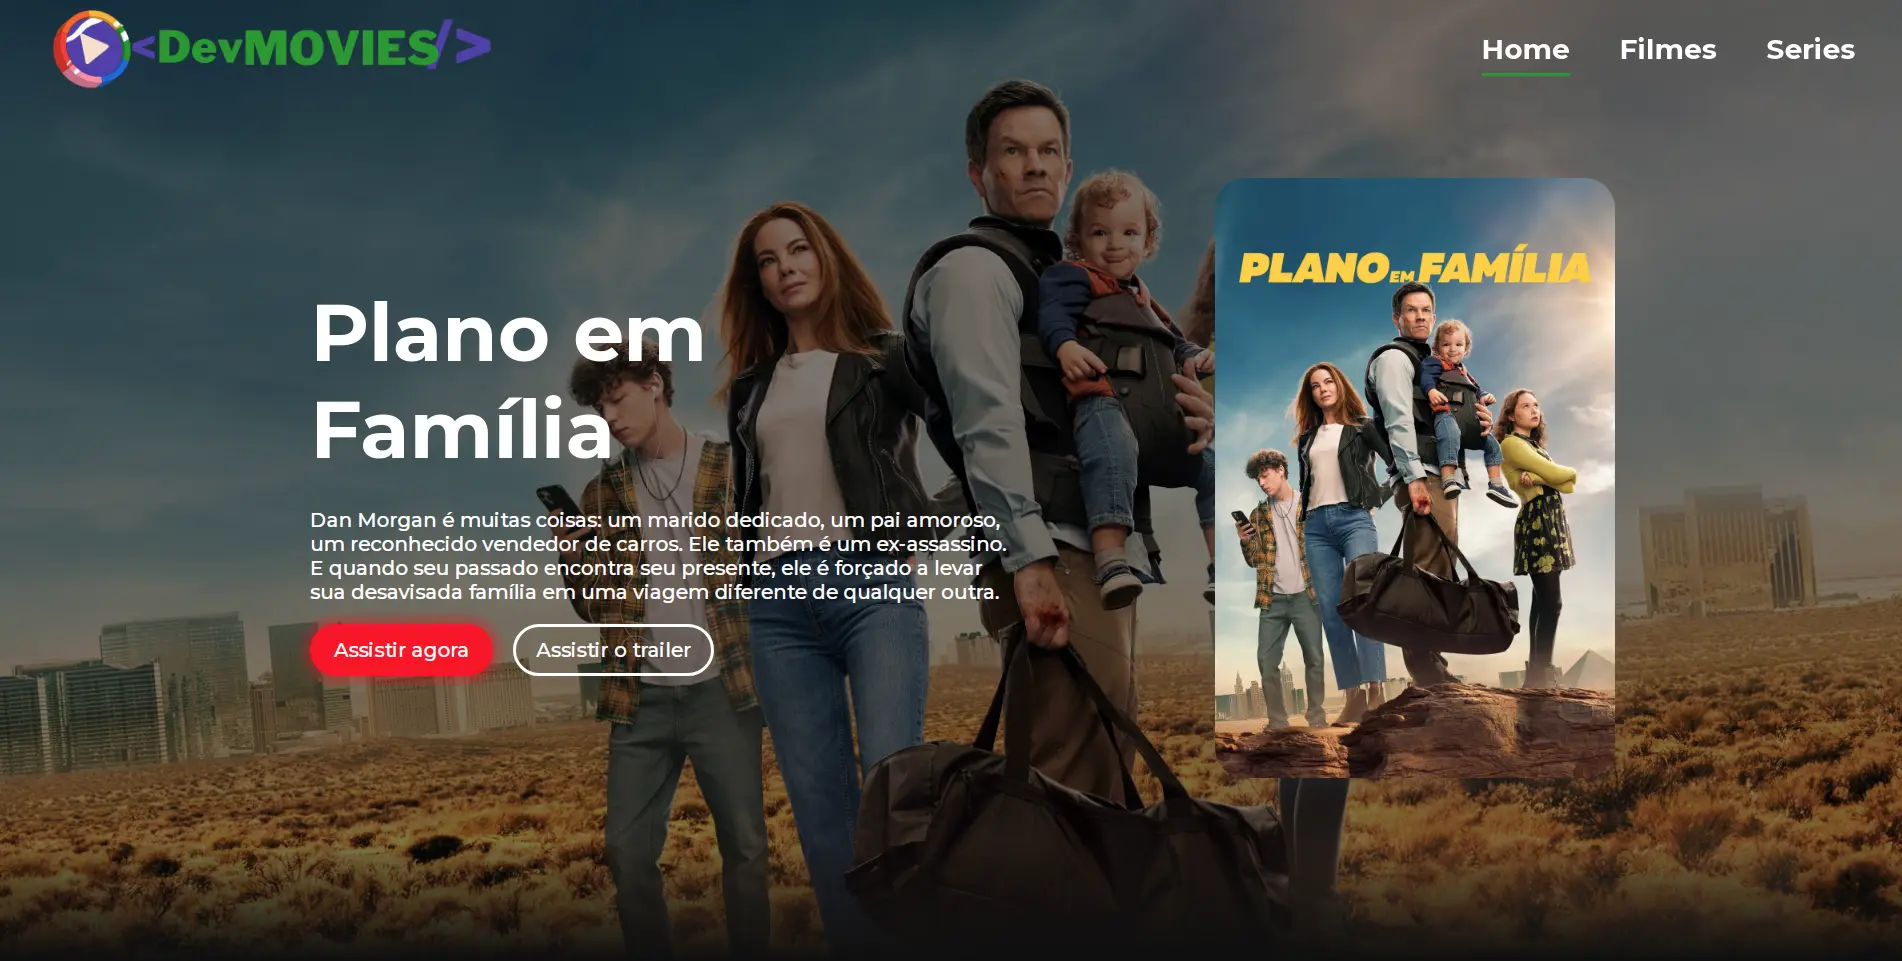 <DevMOVIES/>
Home Filmes Series
Plano em
Família
Dan Morgan é muitas coisas: um marido dedicado, um pai amoroso,
um reconhecido vendedor de carros. Ele também é um ex-assassino.
E quando seu passado encontra seu presente, ele é forçado a levar
sua desavisada família em uma viagem diferente de qualquer outra.
Assistir agora Assistir o trailer
PLANO EM FAMÍLIA